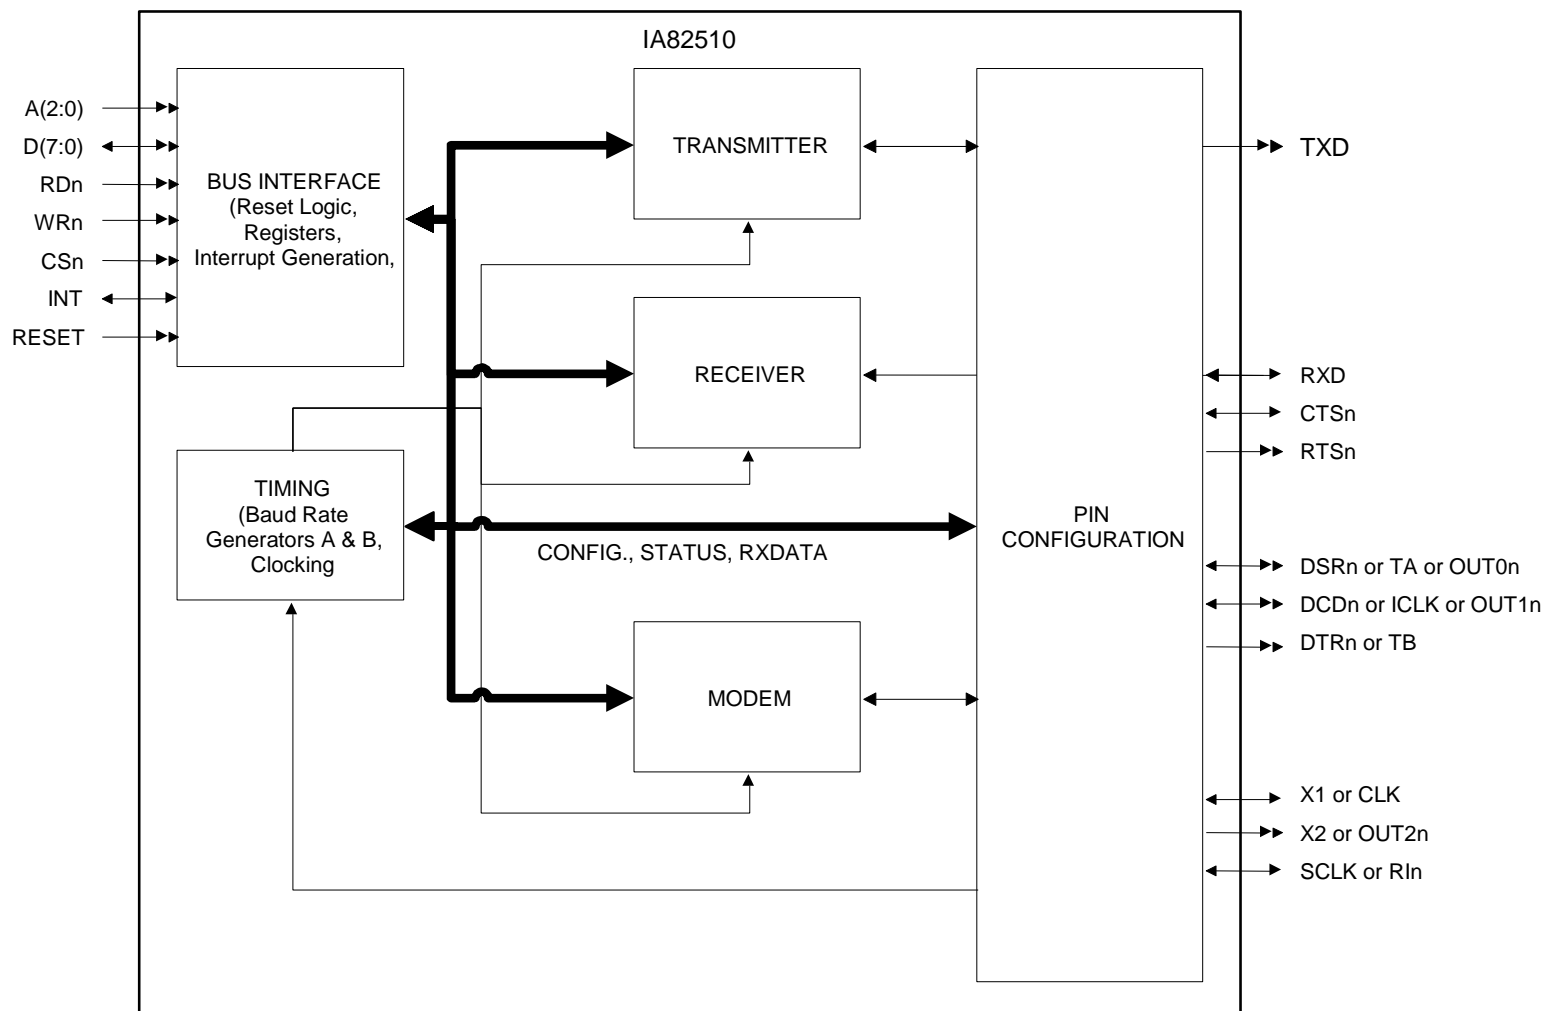 IA82510
A(2:0)
D(7:0)
RDn
WRn
CSn
INT
RESET
BUS INTERFACE
(Reset Logic,
Registers,
Interrupt Generation,
TIMING
(Baud Rate
Generators A & B,
Clocking
TRANSMITTER
RECEIVER
CONFIG., STATUS, RXDATA
MODEM
PIN
CONFIGURATION
TXD
RXD
CTSn
RTSn
DSRn or TA or OUT0n
DCDn or ICLK or OUT1n
DTRn or TB
X1 or CLK
X2 or OUT2n
SCLK or RIn